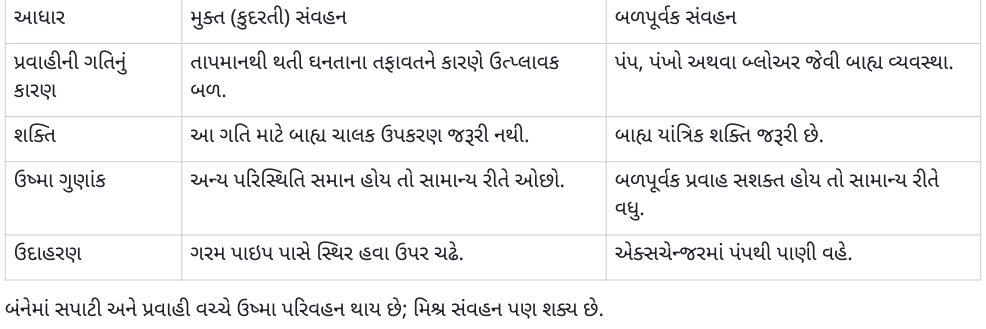 આધાર મુક્ત (કુદરતી) સંવહન બળપૂર્વક સંવહન
પ્રવાહીની ગતિનું કારણ તાપમાનથી થતી ઘનતાના તફાવતને કારણે ઉત્પ્લાવક બળ. પંપ, પંખો અથવા બ્લોઅર જેવી બાહ્ય વ્યવસ્થા.
શક્તિ આ ગતિ માટે બાહ્ય ચાલક ઉપકરણ જરૂરી નથી. બાહ્ય યાંત્રિક શક્તિ જરૂરી છે.
ઉષ્મા ગુણાંક અન્ય પરિસ્થિતિ સમાન હોય તો સામાન્ય રીતે ઓછો. બળપૂર્વક પ્રવાહ સશક્ત હોય તો સામાન્ય રીતે વધુ.
ઉદાહરણ ગરમ પાઇપ પાસે સ્થિર હવા ઉપર ચઢે. એક્સચેન્જરમાં પંપથી પાણી વહે.
બંનેમાં સપાટી અને પ્રવાહી વચ્ચે ઉષ્મા પરિવહન થાય છે; મિશ્ર સંવહન પણ શક્ય છે.